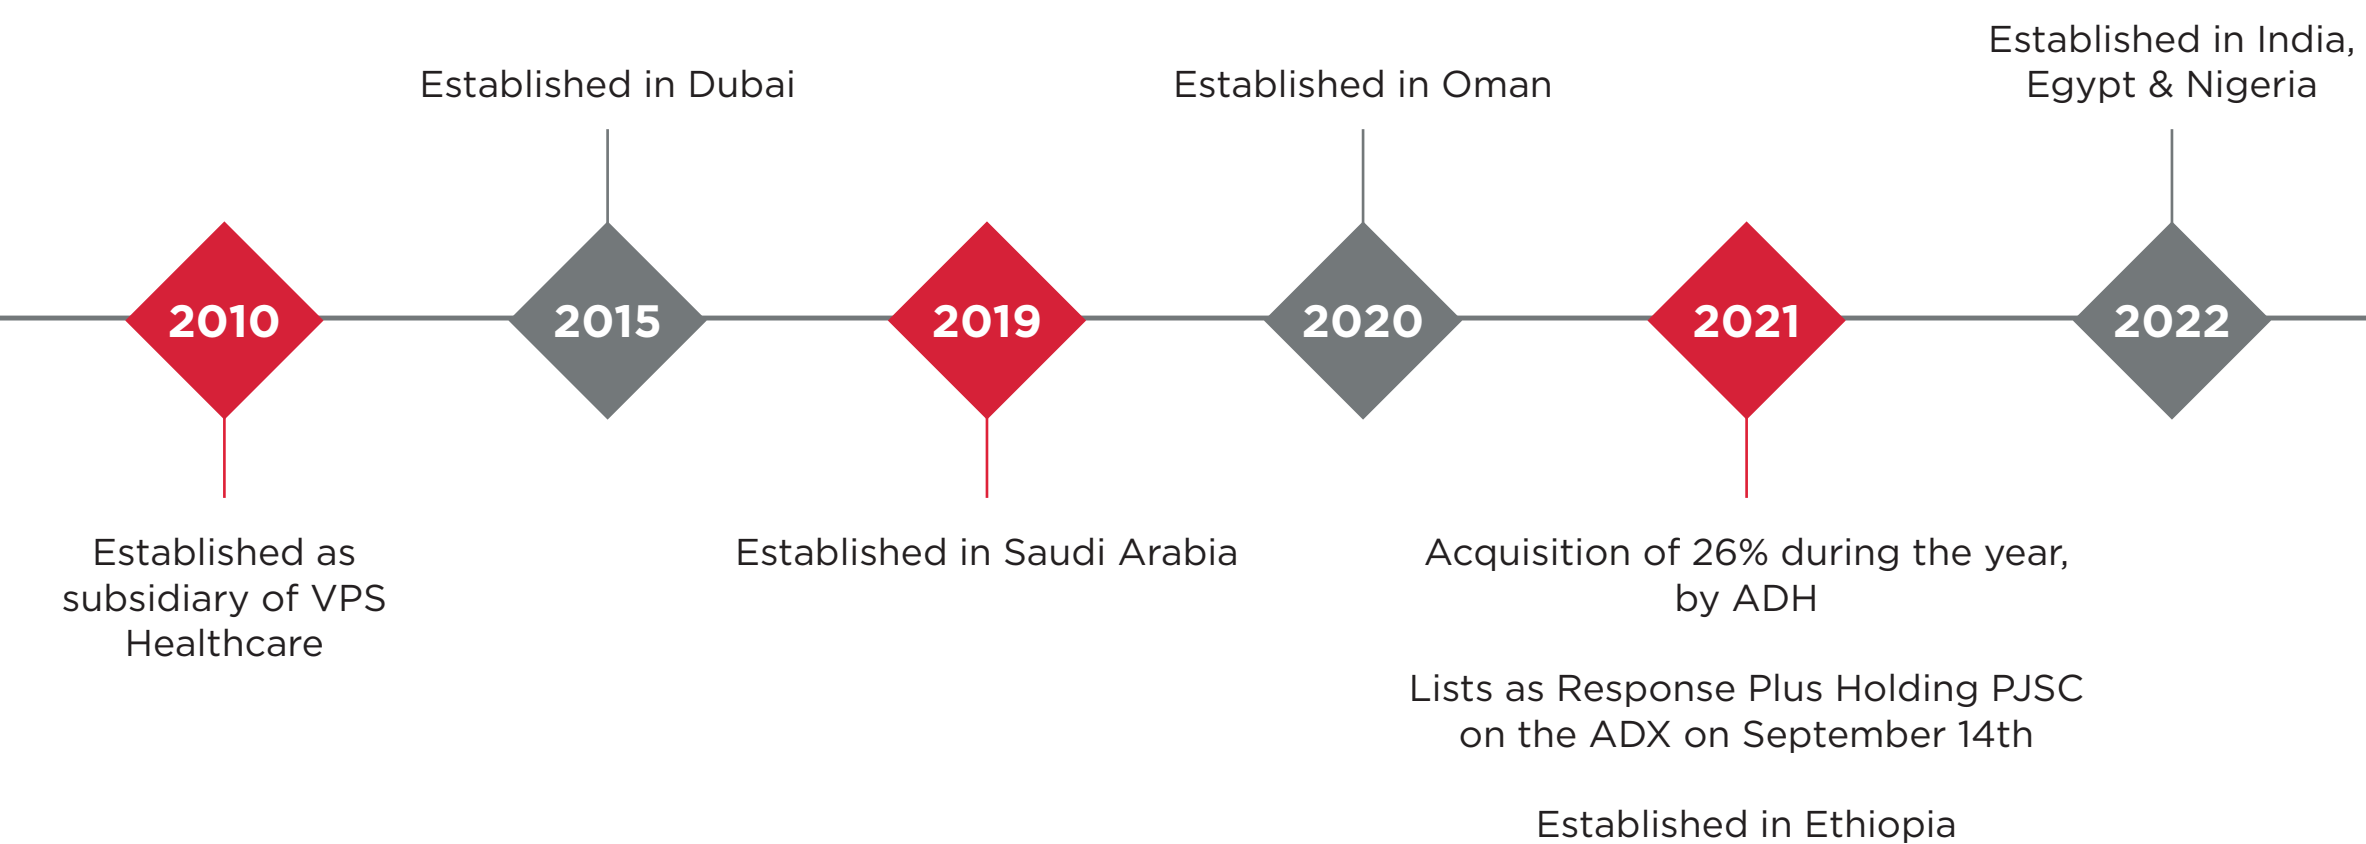 2010
Established as
subsidiary of VPS
Healthcare
Established in Dubai
2015
2019
Established in Saudi Arabia
Established in Oman
2020
2021
Acquisition of 26% during the year,
by ADH
Lists as Response Plus Holding PJSC
on the ADX on September 14th
Established in Ethiopia
Established in India,
Egypt & Nigeria
2022